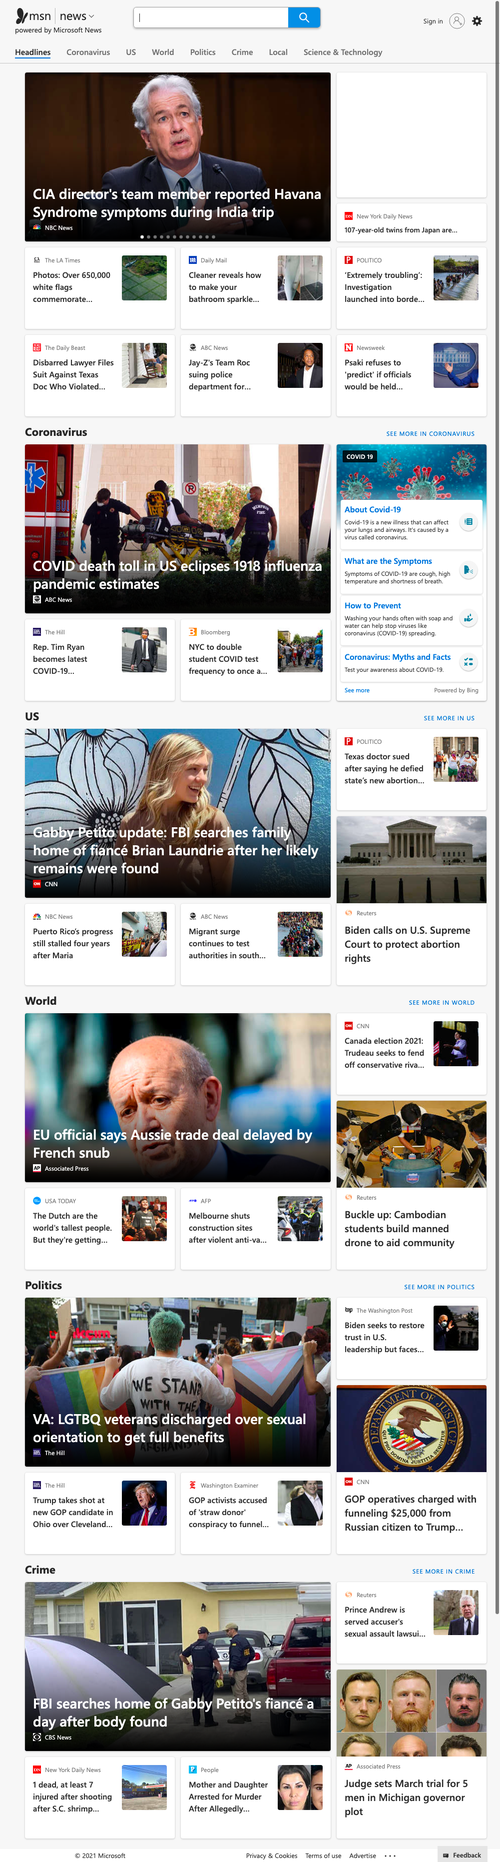 msn | news
powered by Microsoft News
Sign in
Headlines Coronavirus US World Politics Crime Local Science & Technology
CIA director's team member reported Havana
Syndrome symptoms during India trip
NBC News
New York Daily News
107-year-old twins from Japan are...
The LA Times
Photos: Over 650,000
white flags
commemorate...
Daily Mail
Cleaner reveals how
to make your
bathroom sparkle...
POLITICO
'Extremely troubling':
Investigation
launched into borde...
The Daily Beast
Disbarred Lawyer Files
Suit Against Texas
Doc Who Violated...
ABC News
Jay-Z's Team Roc
suing police
department for...
Newsweek
Psaki refuses to
'predict' if officials
would be held...
Coronavirus
SEE MORE IN CORONAVIRUS
COVID death toll in US eclipses 1918 influenza
pandemic estimates
ABC News
COVID 19
About Covid-19
Covid-19 is a new illness that can affect
your lungs and airways. It's caused by a
virus called coronavirus.
What are the Symptoms
Symptoms of COVID-19 are cough, high
temperature and shortness of breath.
How to Prevent
Washing your hands often with soap and
water can help stop viruses like
coronavirus (COVID-19) spreading.
Coronavirus: Myths and Facts
Test your awareness about COVID-19.
See more
Powered by Bing
The Hill
Rep. Tim Ryan
becomes latest
COVID-19...
Bloomberg
NYC to double
student COVID test
frequency to once a...
US
SEE MORE IN US
Gabby Petito update: FBI searches family
home of fiancé Brian Laundrie after her likely
remains were found
CNN
POLITICO
Texas doctor sued
after saying he defied
state's new abortion...
NBC News
Puerto Rico's progress
still stalled four years
after Maria
ABC News
Migrant surge
continues to test
authorities in south...
Reuters
Biden calls on U.S. Supreme
Court to protect abortion
rights
World
SEE MORE IN WORLD
EU official says Aussie trade deal delayed by
French snub
Associated Press
CNN
Canada election 2021:
Trudeau seeks to fend
off conservative riva...
USA TODAY
The Dutch are the
world's tallest people.
But they're getting...
AFP
Melbourne shuts
construction sites
after violent anti-va...
Reuters
Buckle up: Cambodian
students build manned
drone to aid community
Politics
SEE MORE IN POLITICS
WE STAND
WITH THE
VA: LGTBQ veterans discharged over sexual
orientation to get full benefits
The Hill
The Washington Post
Biden seeks to restore
trust in U.S.
leadership but faces...
DEPARTMENT OF JUSTICE
The Hill
Trump takes shot at
new GOP candidate in
Ohio over Cleveland...
Washington Examiner
GOP activists accused
of 'straw donor'
conspiracy to funnel...
CNN
GOP operatives charged with
funneling $25,000 from
Russian citizen to Trump...
Crime
SEE MORE IN CRIME
FBI searches home of Gabby Petito's fiancé a
day after body found
CBS News
Reuters
Prince Andrew is
served accuser's
sexual assault lawsui...
New York Daily News
1 dead, at least 7
injured after shooting
after S.C. shrimp...
People
Mother and Daughter
Arrested for Murder
After Allegedly...
Associated Press
Judge sets March trial for 5
men in Michigan governor
plot
© 2021 Microsoft
Privacy & Cookies Terms of use Advertise ...
Feedback